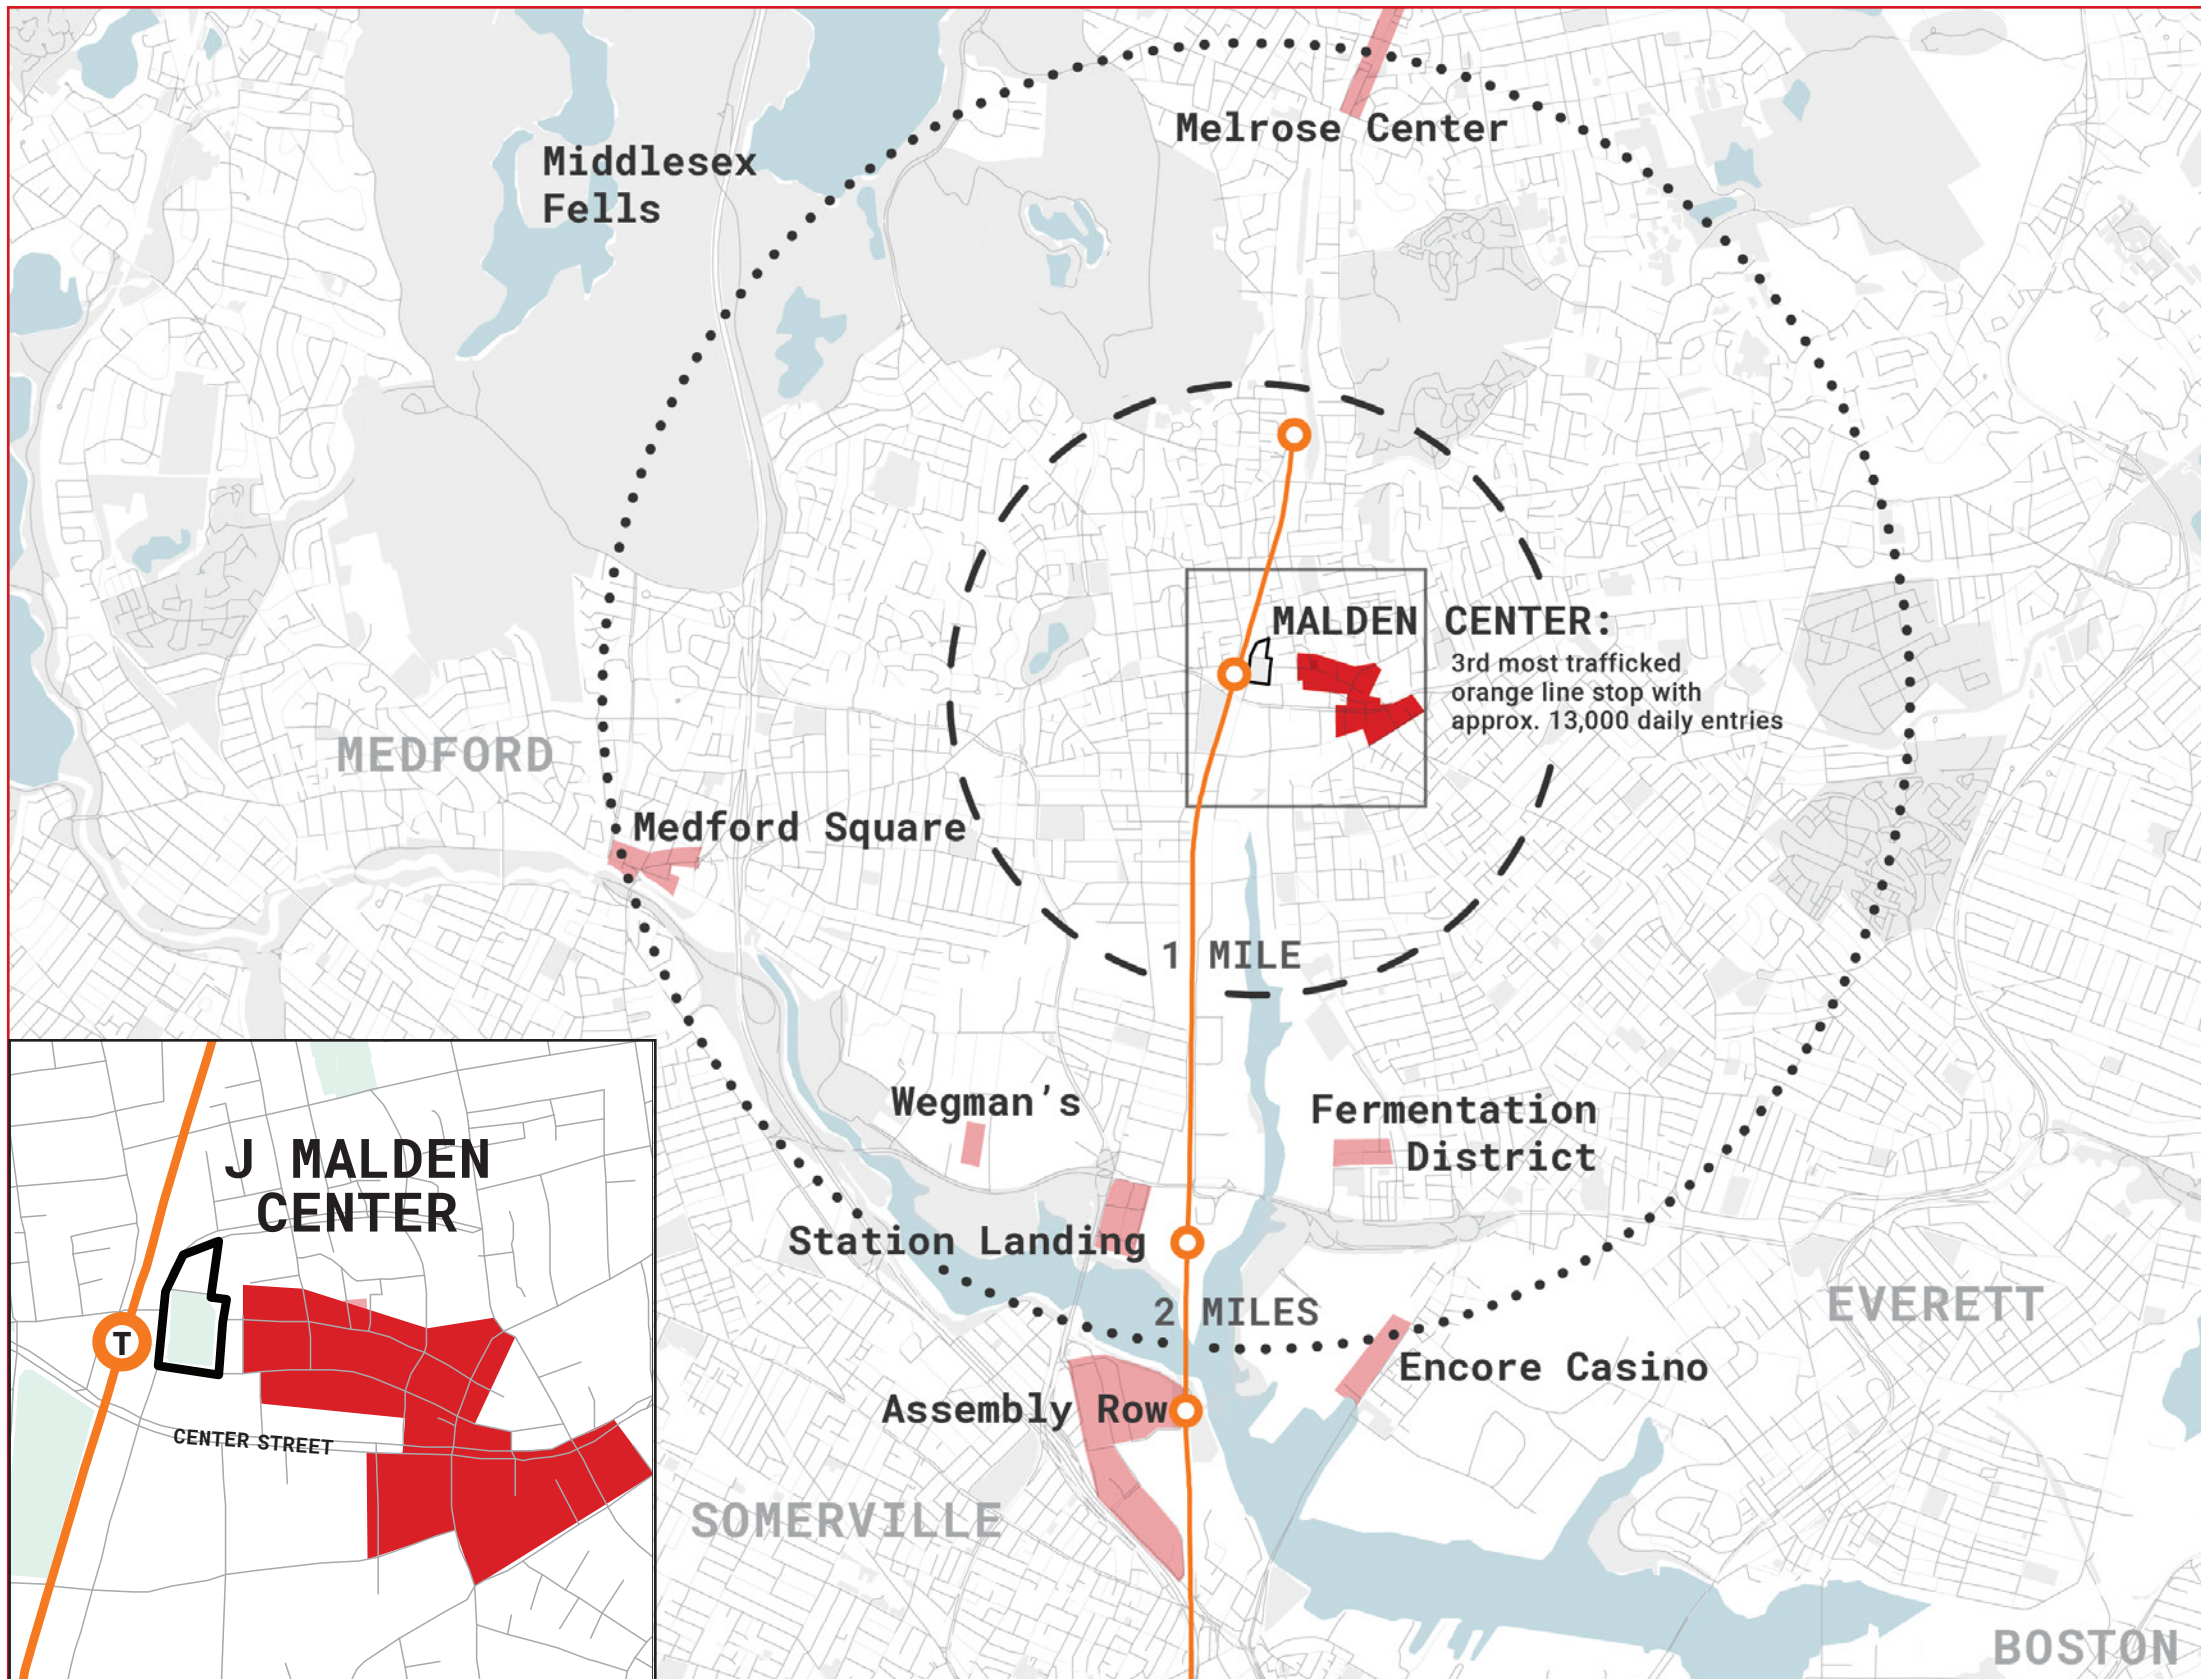 Melrose Center
Middlesex
Fells
MALDEN CENTER:
3rd most trafficked
orange line stop with
approx. 13,000 daily entries
MEDFORD
Medford Square
1 MILE
Wegman's
Fermentation
District
Station Landing
2 MILES
EVERETT
Encore Casino
Assembly Row
SOMERVILLE
BOSTON
J MALDEN
CENTER
T
CENTER STREET